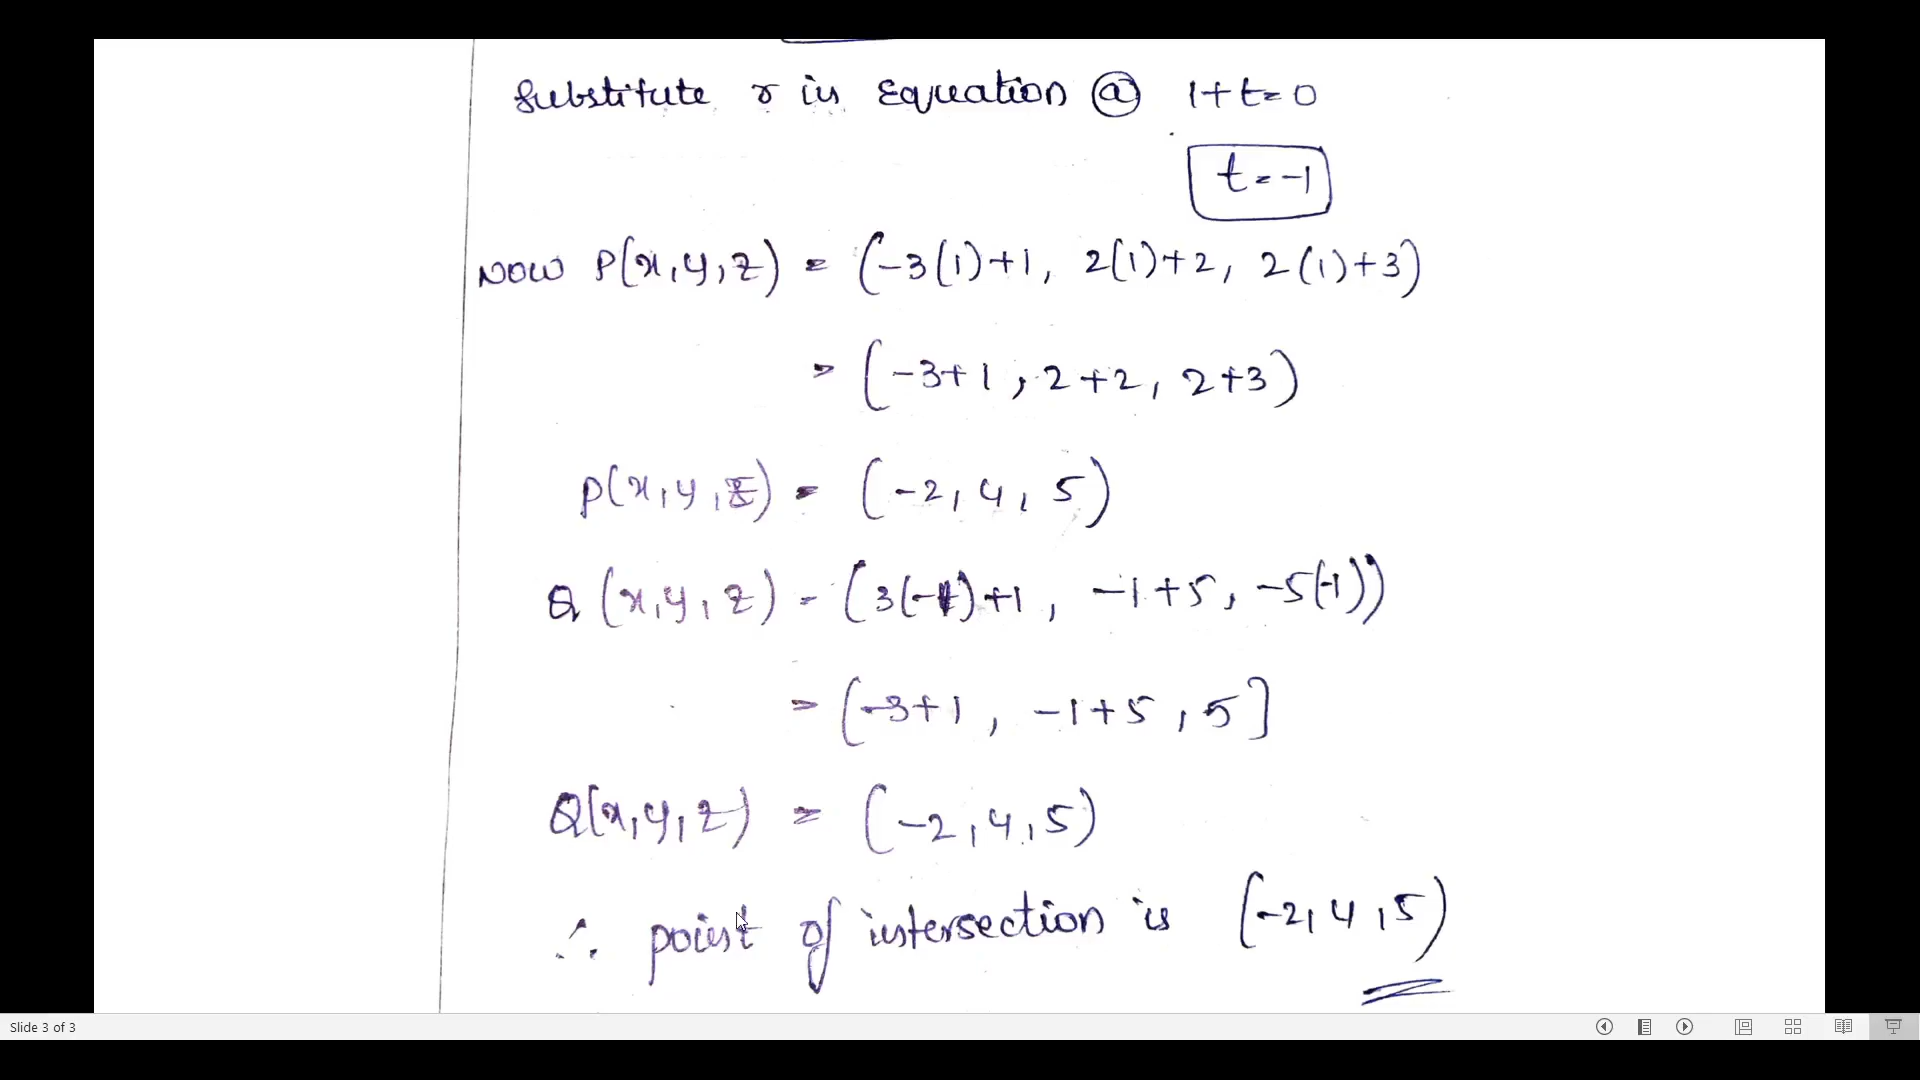 Substitute r in Equation ⓐ 1+t=0
t=-1
NOW P(x,y,z) = (-3(1)+1, 2(1)+2, 2(1)+3)
= (-3+1, 2+2, 2+3)
P(x,y,z) = (-2, 4, 5)
Q(x,y,z) = (3(-1)+1, -1+5, -5(-1))
= (-3+1, -1+5, 5]
Q(x,y,z) = (-2,4,5)
∴ point of intersection is (-2,4,5)
Slide 3 of 3